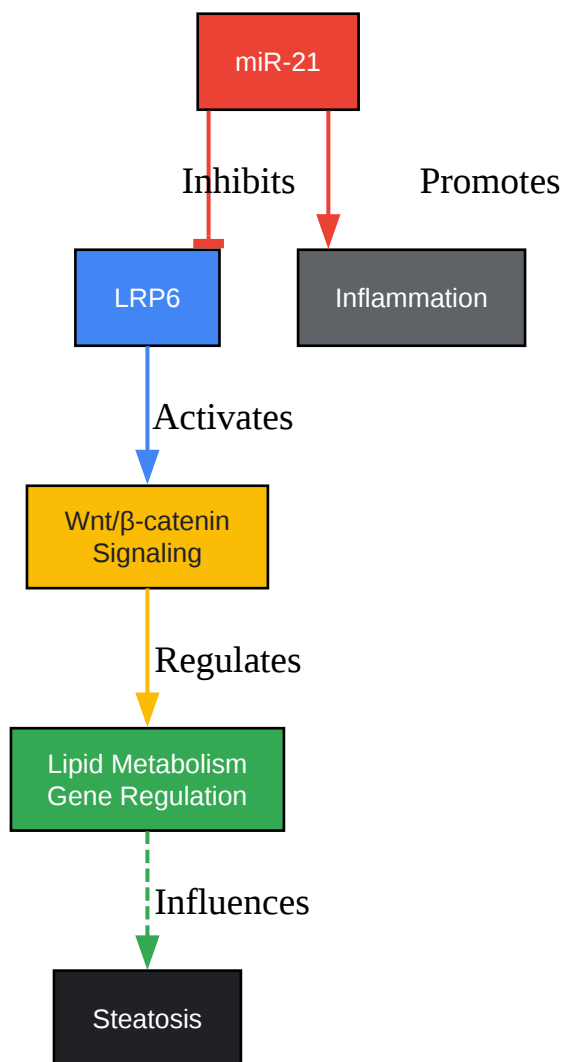 miR-21
Inhibits
Promotes
LRP6
Inflammation
Activates
Wnt/β-catenin
Signaling
Regulates
Lipid Metabolism
Gene Regulation
Influences
Steatosis